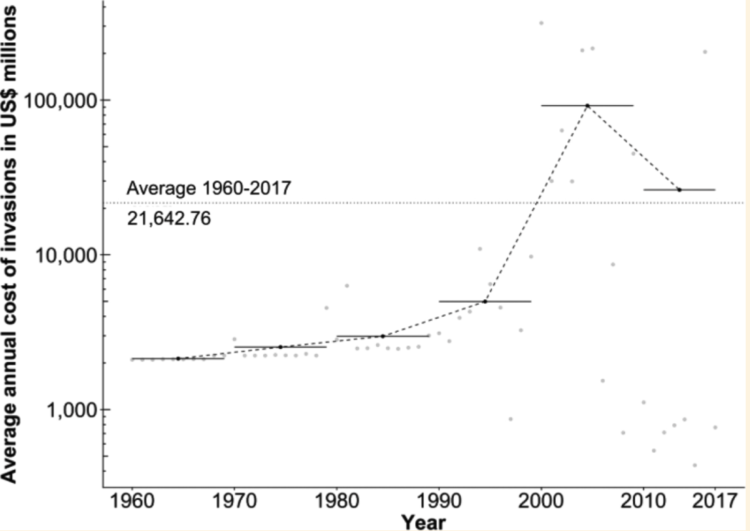 Average annual cost of invasions in US$ millions
100,000
Average 1960-2017
21,642.76
10,000
1,000
1960 1970 1980 1990 2000 2010 2017
Year